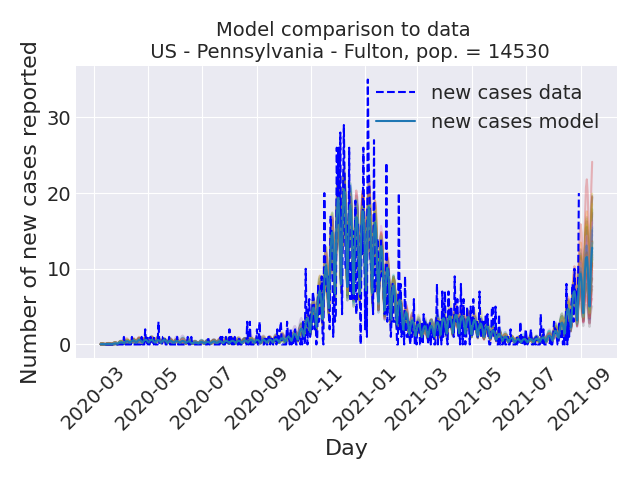 Model comparison to data
US - Pennsylvania - Fulton, pop. = 14530
Number of new cases reported
30
20
10
0
new cases data
new cases model
2020-03
2020-05
2020-07
2020-09
2020-11
2021-01
2021-03
2021-05
2021-07
2021-09
Day